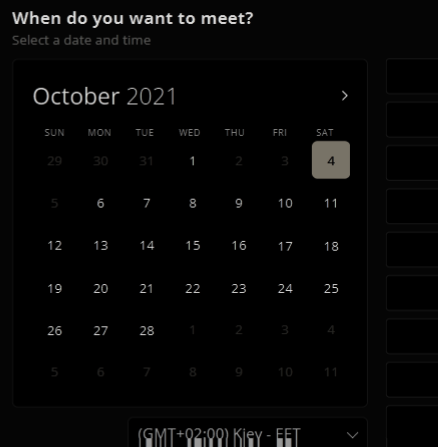 When do you want to meet?
Select a date and time
October 2021
SUN MON TUE WED THU FRI SAT
29 30 31 1 2 3 4
5 6 7 8 9 10 11
12 13 14 15 16 17 18
19 20 21 22 23 24 25
26 27 28 1 2 3 4
5 6 7 8 9 10 11
(GMT+02:00) Kiev - EET